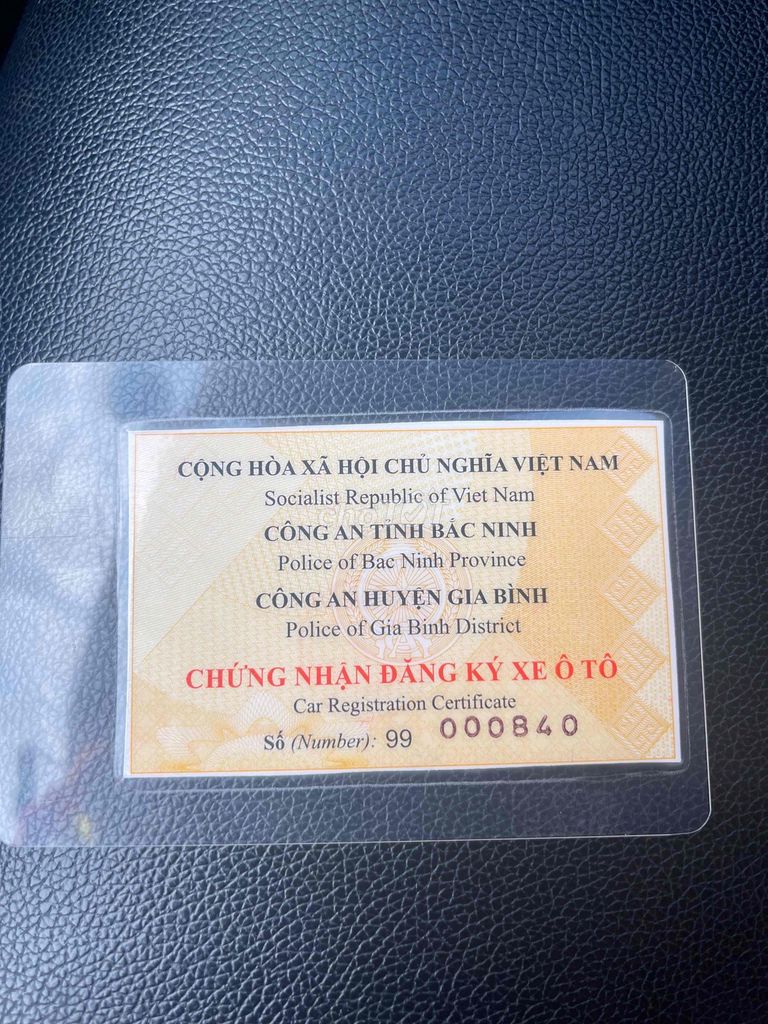 CỘNG HÒA XÃ HỘI CHỦ NGHĨA VIỆT NAM
Socialist Republic of Viet Nam
CÔNG AN TỈNH BẮC NINH
Police of Bac Ninh Province
CÔNG AN HUYỆN GIA BÌNH
Police of Gia Binh District
CHỨNG NHẬN ĐĂNG KÝ XE Ô TÔ
Car Registration Certificate
Số (Number): 99 000840